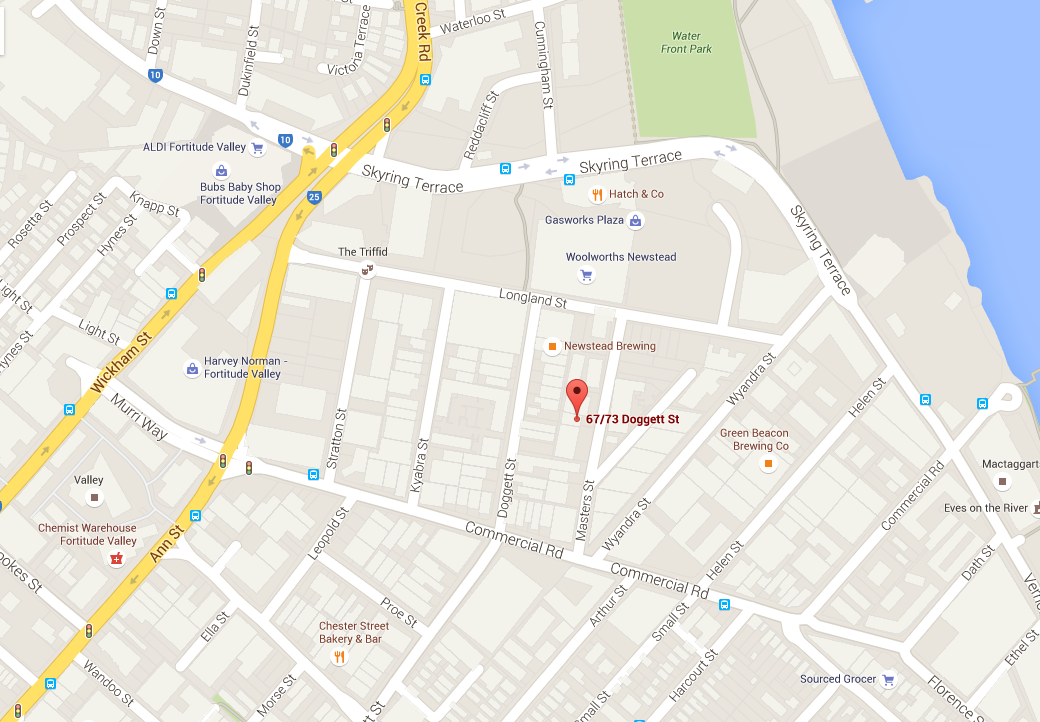 Creek Rd
Waterloo St
Down St
Dukinfield St
Victoria Terrace
Cunningham St
Water
Front Park
10
Reddacliff St
10
ALDI Fortitude Valley
Skyring Terrace
Skyring Terrace
Bubs Baby Shop
Fortitude Valley
25
Hatch & Co
Gasworks Plaza
Skyring Terrace
Knapp St
Rosetta St
Prospect St
Hynes St
The Triffid
Woolworths Newstead
Longland St
Light St
Light St
Hynes St
Wickham St
Newstead Brewing
Harvey Norman -
Fortitude Valley
Wyandra St
Helen St
Murri Way
67/73 Doggett St
Stratton St
Kyabra St
Doggett St
Masters St
Green Beacon
Brewing Co
Commercial Rd
Mactaggart
Valley
Eves on the River
Chemist Warehouse
Fortitude Valley
Ann St
Leopold St
Commercial Rd
Wyandra St
Helen St
Dath St
Commercial Rd
Proe St
Arthur St
Small St
Ella St
Chester Street
Bakery & Bar
Ethel St
Wandoo St
Morse St
Small St
Harcourt St
Sourced Grocer
Florence S